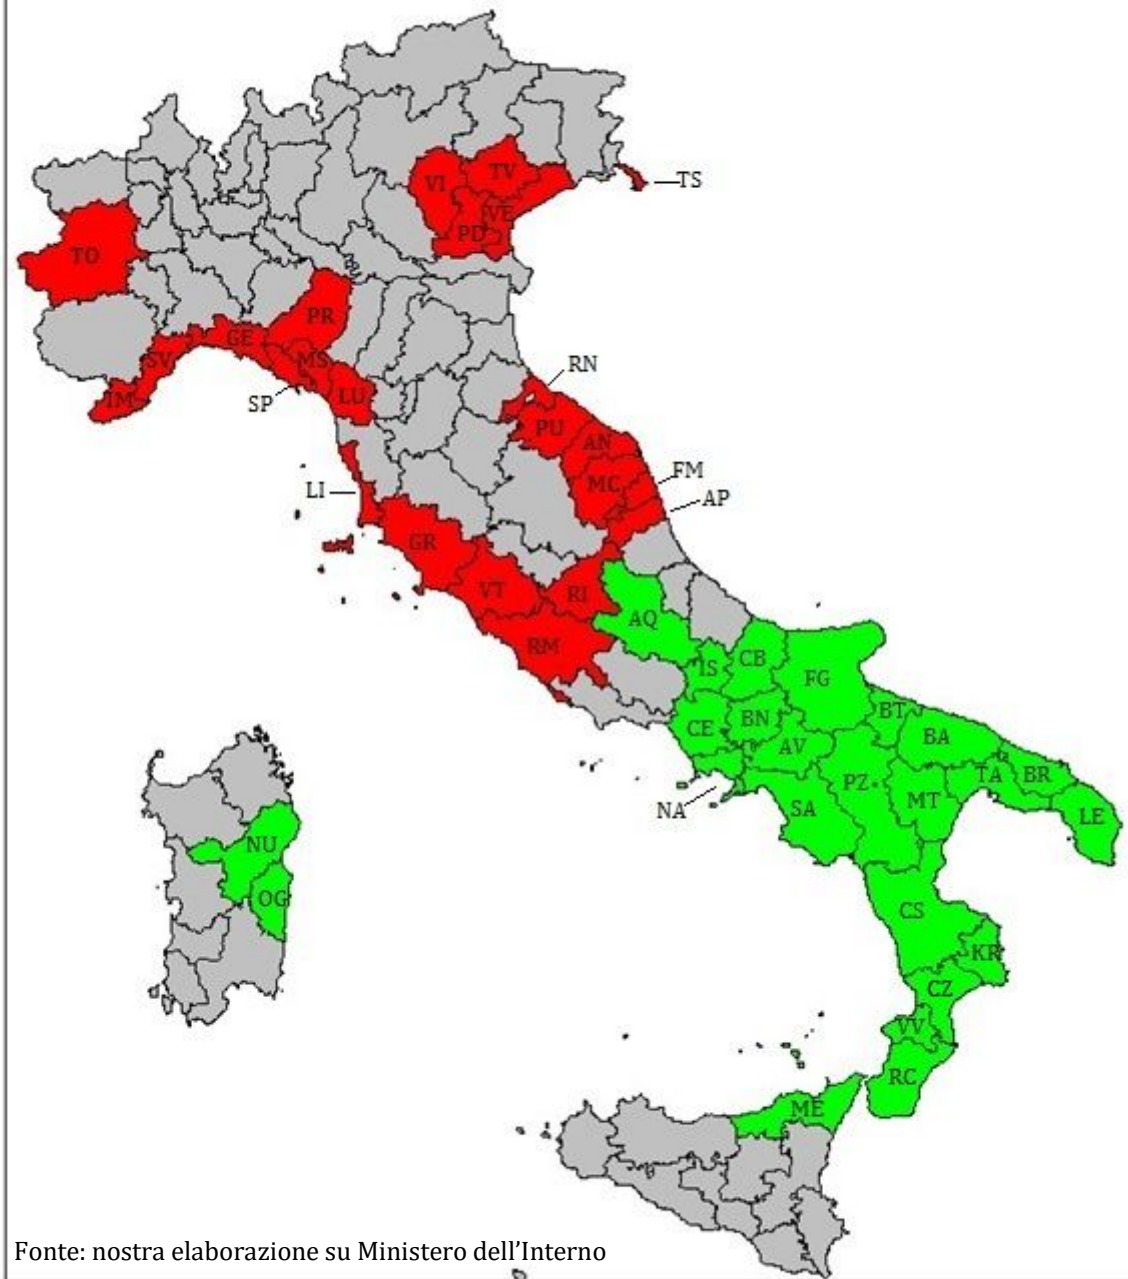 TV
VI
TS
VE
PD
TO
PR
GE
MS
SV
RN
LU
IM
SP
PU
AN
FM
MC
LI
AP
GR
VT
RI
AQ
RM
CB
IS
FG
BT
BN
CE
BA
AV
TA
BR
PZ
MT
NA
SA
LE
NU
OG
CS
KR
CZ
VV
RC
ME
Fonte: nostra elaborazione su Ministero dell'Interno